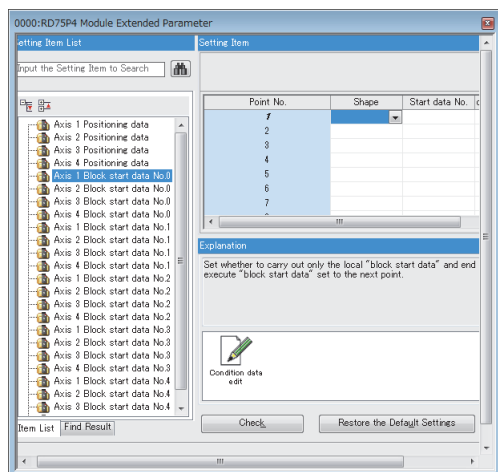 0000:RD75P4 Module Extended Parameter
etting Item List
Setting Item
Input the Setting Item to Search
Axis 1 Positioning data
Axis 2 Positioning data
Axis 3 Positioning data
Axis 4 Positioning data
Axis 1 Block start data No.0
Axis 2 Block start data No.0
Axis 3 Block start data No.0
Axis 4 Block start data No.0
Axis 1 Block start data No.1
Axis 2 Block start data No.1
Axis 3 Block start data No.1
Axis 4 Block start data No.1
Axis 1 Block start data No.2
Axis 2 Block start data No.2
Axis 3 Block start data No.2
Axis 4 Block start data No.2
Axis 1 Block start data No.3
Axis 2 Block start data No.3
Axis 3 Block start data No.3
Axis 4 Block start data No.3
Axis 1 Block start data No.4
Axis 2 Block start data No.4
Axis 3 Block start data No.4
Item List Find Result
Point No. Shape Start data No.
1
2
3
4
5
6
7
Explanation
Set whether to carry out only the local "block start data" and end
execute "block start data" set to the next point.
Condition data
edit
Check
Restore the Default Settings